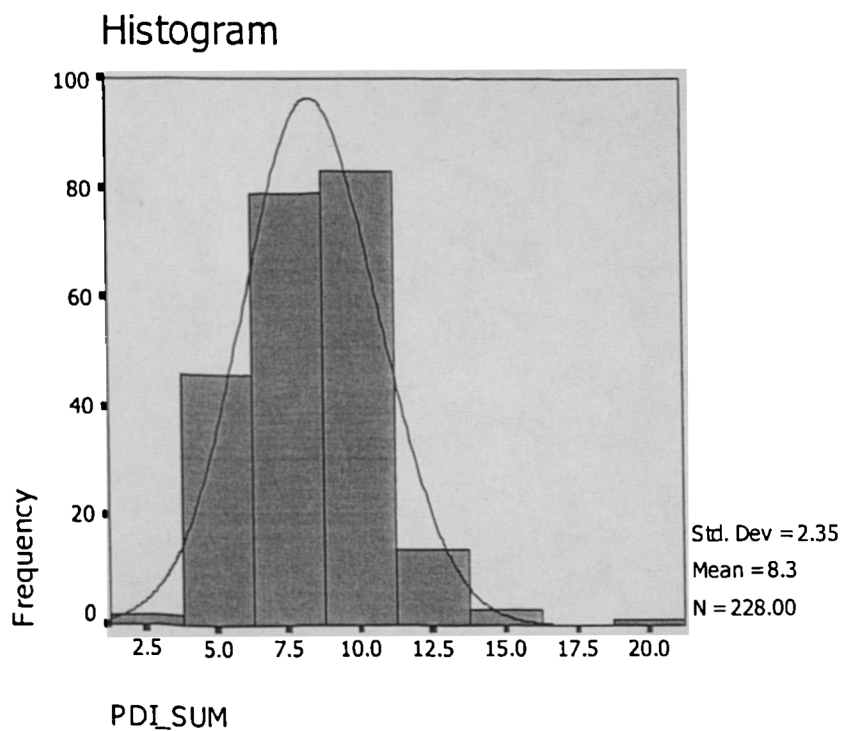 Histogram
100
80
60
40
20
0
Frequency
2.5 5.0 7.5 10.0 12.5 15.0 17.5 20.0
PDI_SUM
Std. Dev = 2.35
Mean = 8.3
N = 228.00